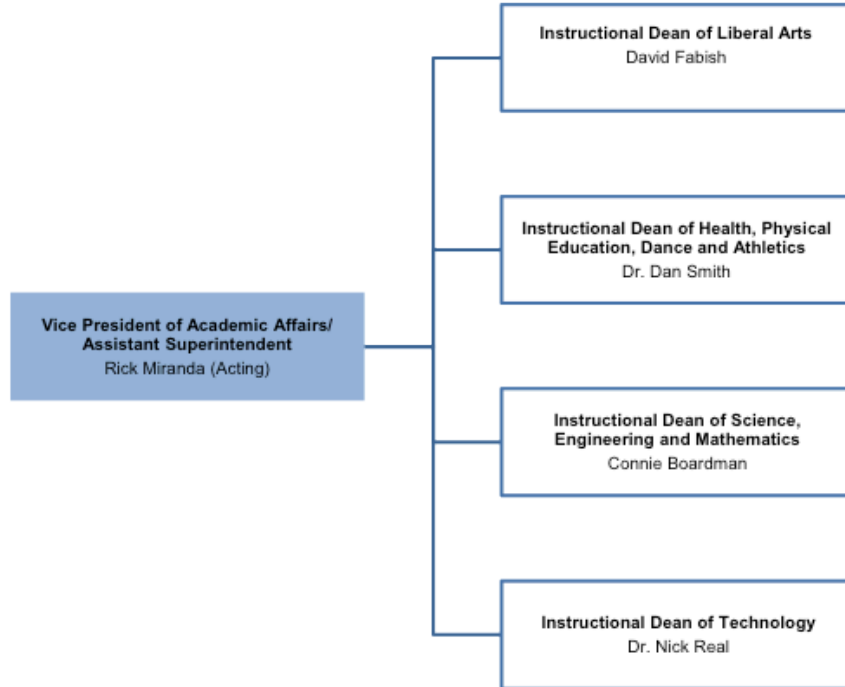 Instructional Dean of Liberal Arts
David Fabish
Instructional Dean of Health, Physical
Education, Dance and Athletics
Dr. Dan Smith
Vice President of Academic Affairs/
Assistant Superintendent
Rick Miranda (Acting)
Instructional Dean of Science,
Engineering and Mathematics
Connie Boardman
Instructional Dean of Technology
Dr. Nick Real